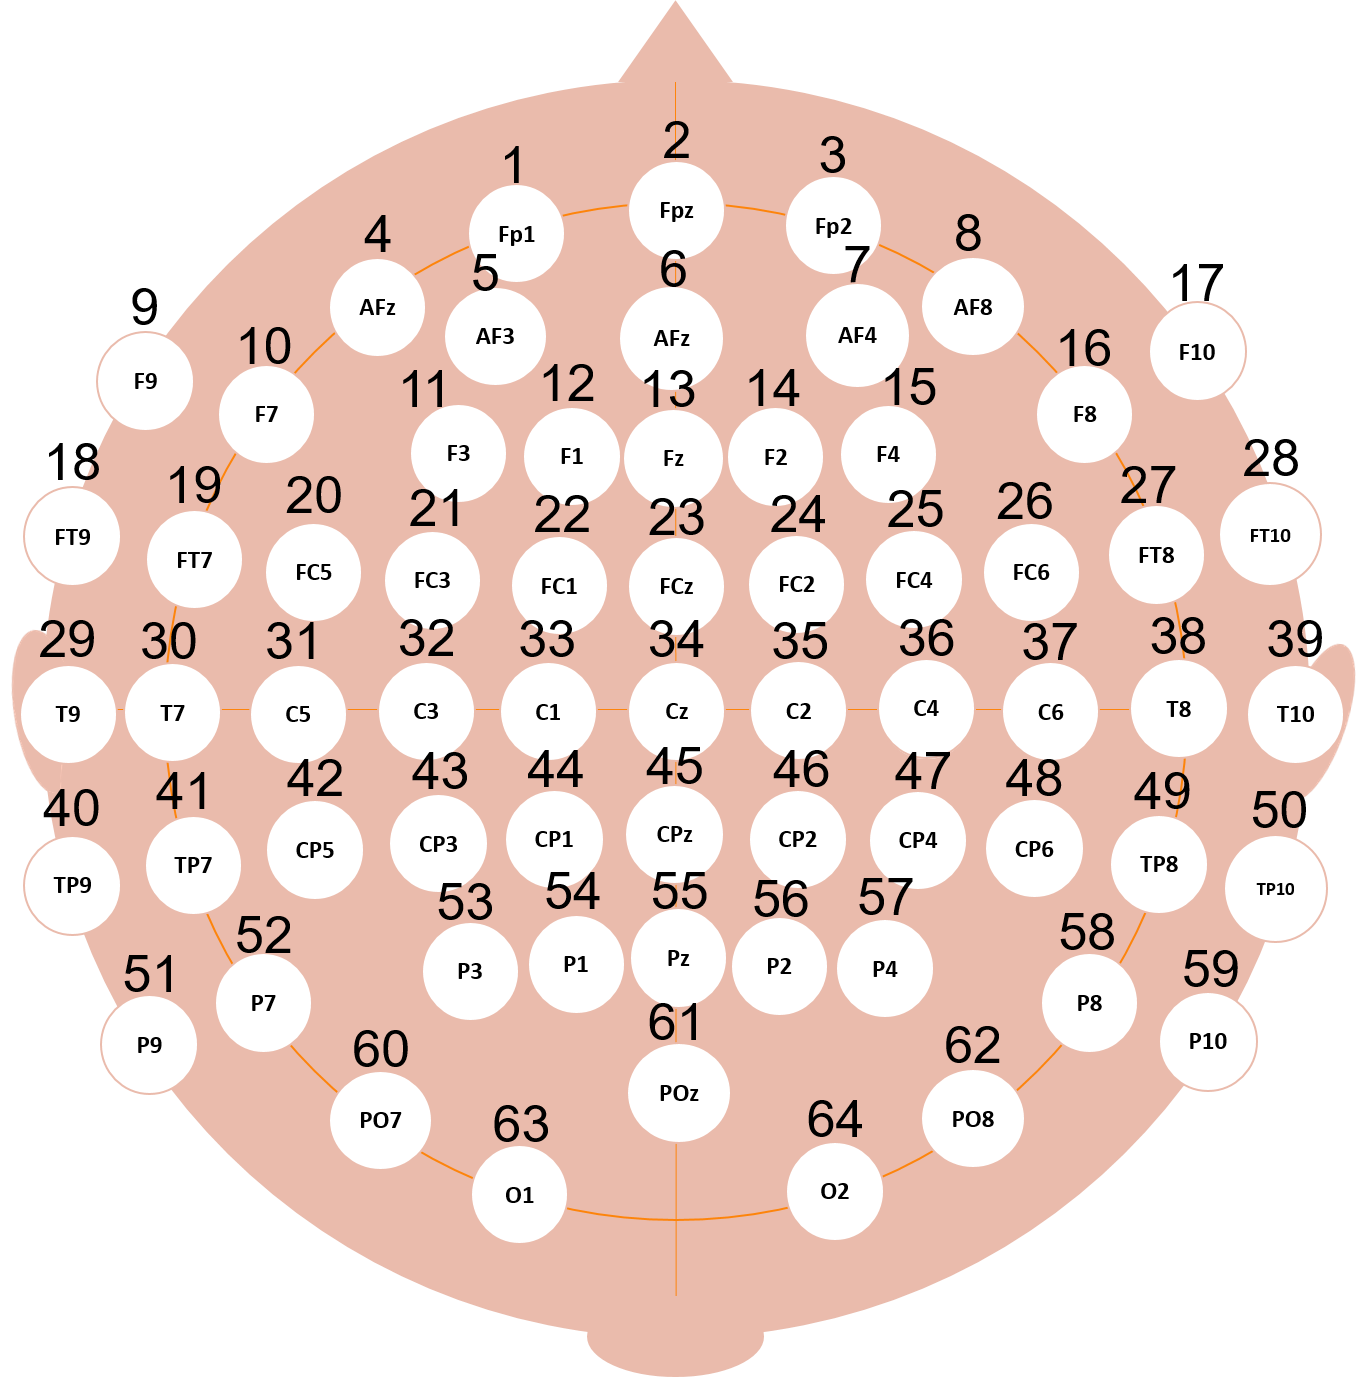 1 2 3
Fp1 Fpz Fp2
4 5 6 7 8
AFz AF3 AFz AF4 AF8
9 10 11 12 13 14 15 16 17
F9 F7 F3 F1 Fz F2 F4 F8 F10
18 19 20 21 22 23 24 25 26 27 28
FT9 FT7 FC5 FC3 FC1 FCz FC2 FC4 FC6 FT8 FT10
29 30 31 32 33 34 35 36 37 38 39
T9 T7 C5 C3 C1 Cz C2 C4 C6 T8 T10
40 41 42 43 44 45 46 47 48 49 50
TP9 TP7 CP5 CP3 CP1 CPz CP2 CP4 CP6 TP8 TP10
51 52 53 54 55 56 57 58 59
P9 P7 P3 P1 Pz P2 P4 P8 P10
60 61 62
PO7 POz PO8
63 64
O1 O2